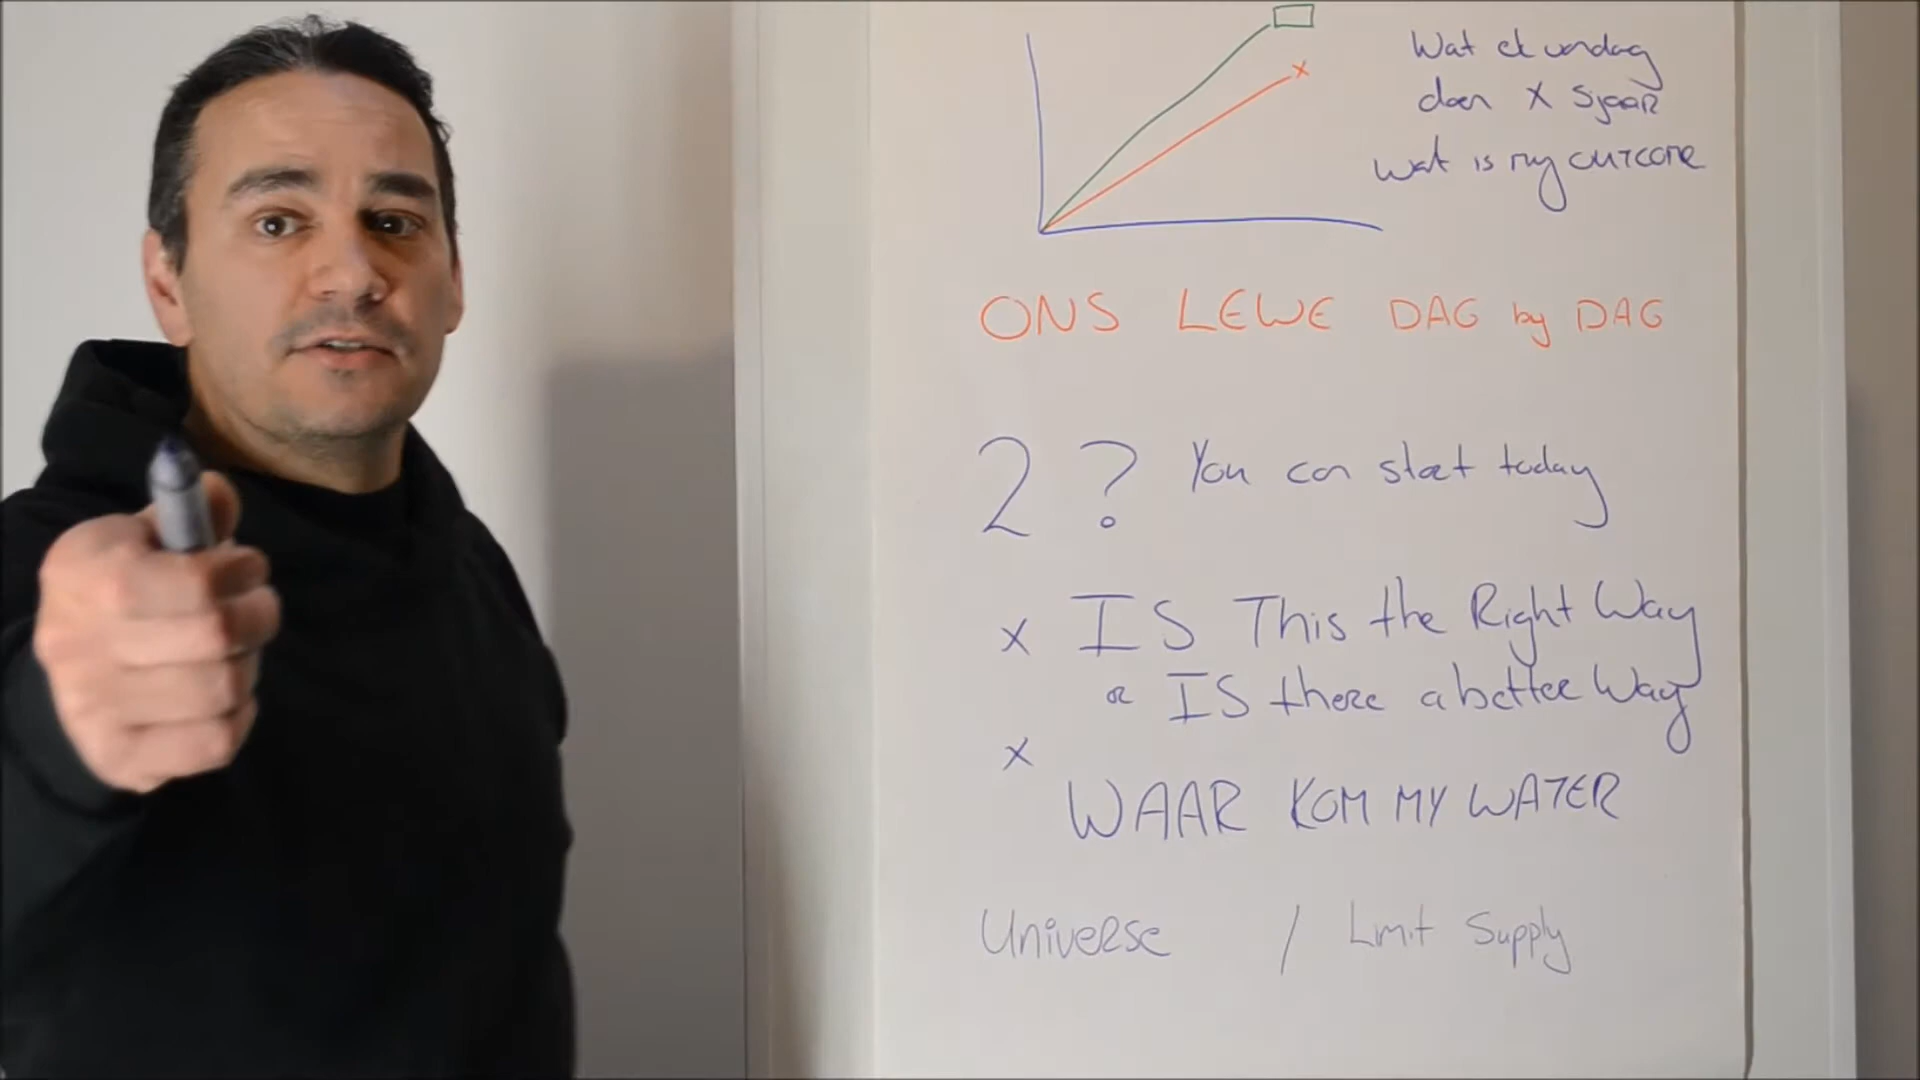 Wat ek vandag
doen X 5jaar
wat is my outcome
ONS LEWE DAG by DAG
2 ? You can start today
x IS This the Right Way
or IS there a better Way
x
WAAR KOM MY WATER
Universe / Limit Supply